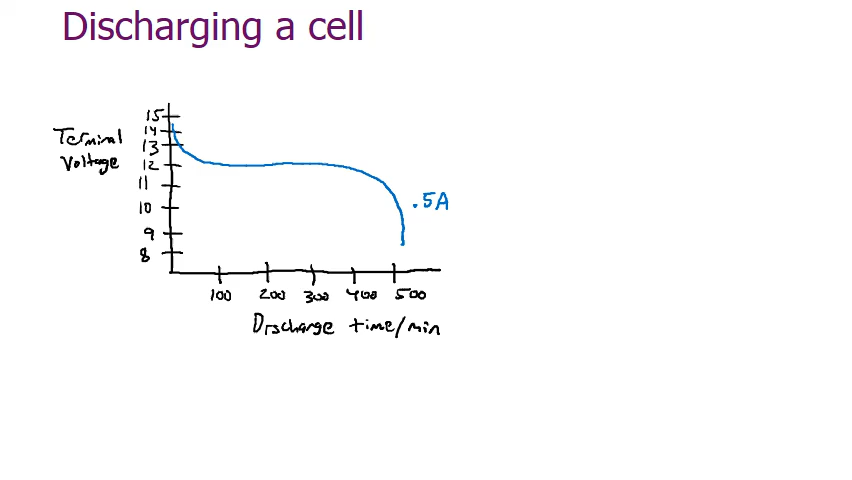 Discharging a cell
Terminal
Voltage
15
14
13
12
11
10
9
8
.5A
100 200 300 400 500
Discharge time/min